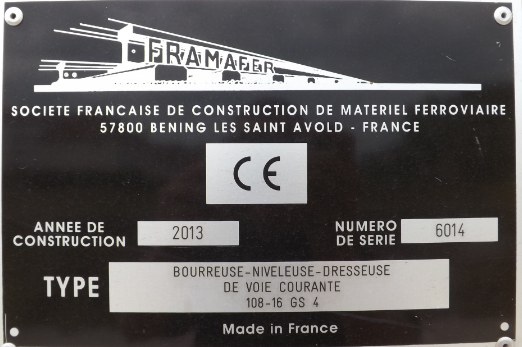 FRAMAFER
SOCIETE FRANCAISE DE CONSTRUCTION DE MATERIEL FERROVIAIRE
57800 BENING LES SAINT AVOLD - FRANCE
CE
ANNEE DE CONSTRUCTION 2013
NUMERO DE SERIE 6014
TYPE
BOURREUSE-NIVELEUSE-DRESSEUSE
DE VOIE COURANTE
108-16 GS 4
Made in France